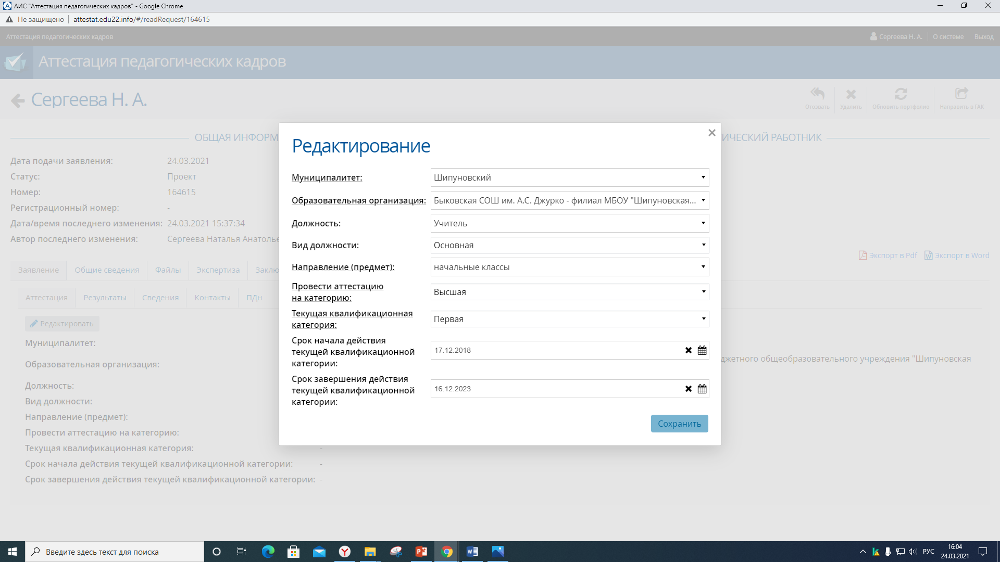 АИС "Аттестация педагогических кадров" - Google Chrome
Не защищено attestat.edu22.info/#/readRequest/164615
Аттестация педагогических кадров Сергеева Н. А. О системе Выход
Аттестация педагогических кадров
Сергеева Н. А.
Отозвать Удалить Обновить портфолио Направить в ГАК
ОБЩАЯ ИНФОРМ
ИЧЕСКИЙ РАБОТНИК
Дата подачи заявления: 24.03.2021
Статус: Проект
Номер: 164615
Регистрационный номер: -
Дата/время последнего изменения: 24.03.2021 15:37:34
Автор последнего изменения: Сергеева Наталья Анатолье
Экспорт в Pdf Экспорт в Word
Заявление Общие сведения Файлы Экспертиза Заклю
Аттестация Результаты Сведения Контакты ПДн
Редактировать
Муниципалитет:
Образовательная организация:
джетного общеобразовательного учреждения "Шипуновская
Должность:
Вид должности:
Направление (предмет):
Провести аттестацию на категорию:
Текущая квалификационная категория: -
Срок начала действия текущей квалификационной категории: -
Срок завершения действия текущей квалификационной категории: -
Редактирование
Муниципалитет: Шипуновский
Образовательная организация: Быковская СОШ им. А.С. Джурко - филиал МБОУ "Шипуновская...
Должность: Учитель
Вид должности: Основная
Направление (предмет): начальные классы
Провести аттестацию
на категорию: Высшая
Текущая квалификационная
категория: Первая
Срок начала действия
текущей квалификационной
категории: 17.12.2018
Срок завершения действия
текущей квалификационной
категории: 16.12.2023
Сохранить
Введите здесь текст для поиска
РУС
16:04
24.03.2021